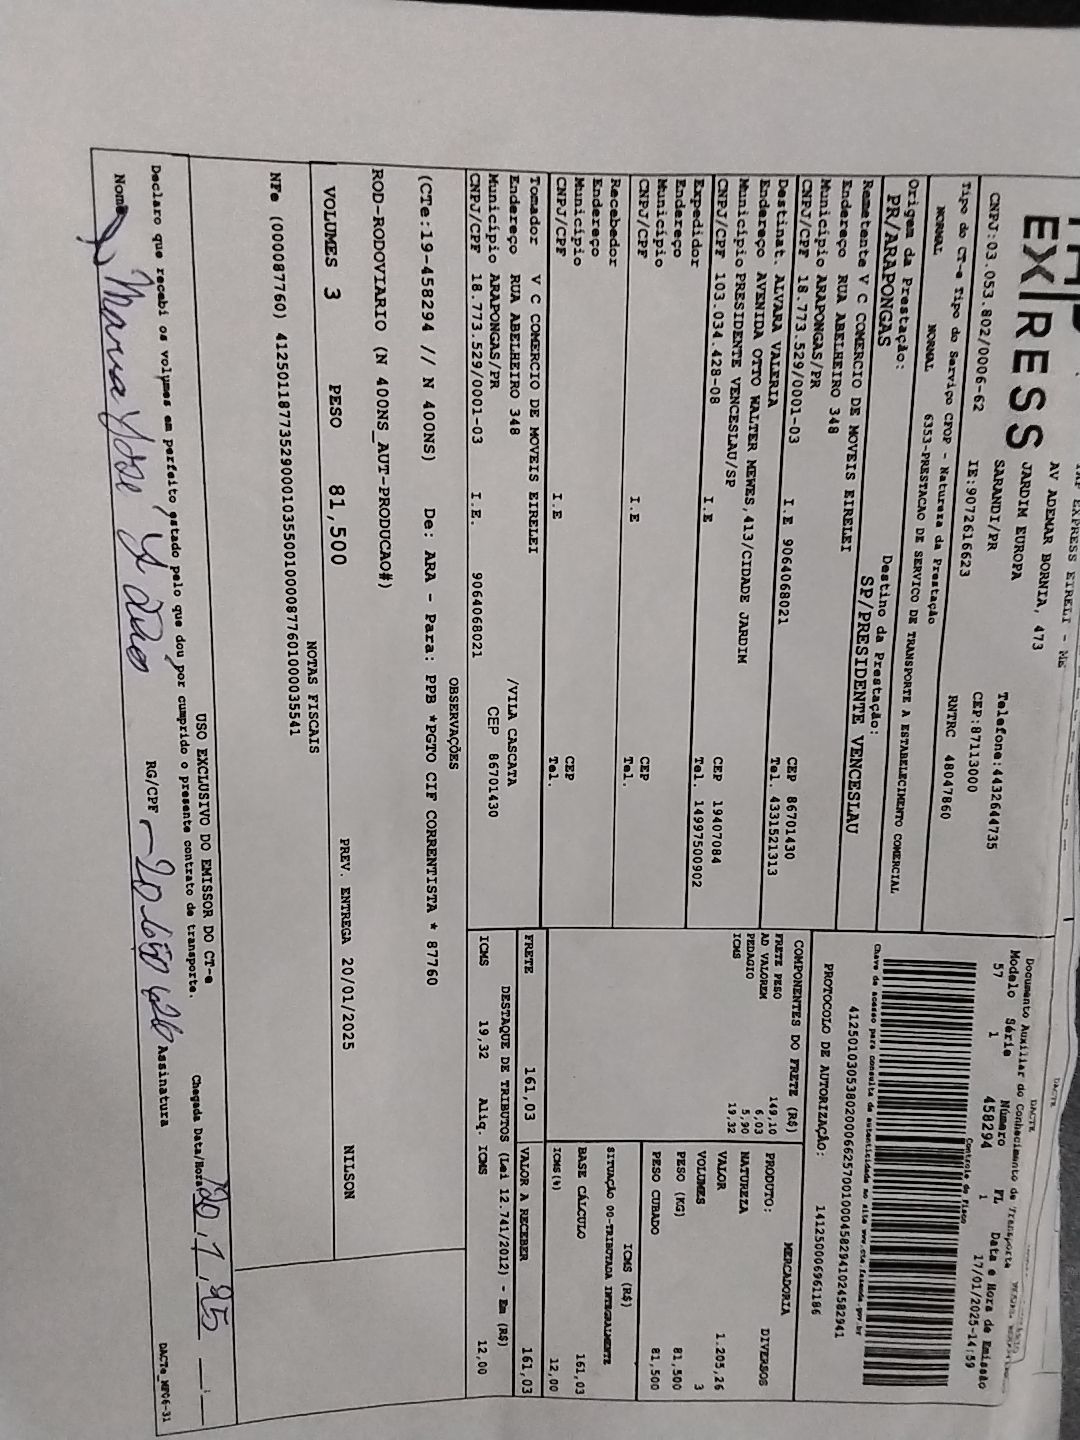 EX/RESS
AV ADEMAR BORNIA, 473
JARDIM EUROPA
SARANDI/PR
Telefone:4432644735
CEP:87113000
CNPJ:03.053.802/0006-62
IE:9072616623
RNTRC 48047860
Tipo do CT-e Tipo do Serviço CFOP - Natureza da Prestação
NORMAL NORMAL 6353-PRESTACAO DE SERVICO DE TRANSPORTE A ESTABELECIMENTO COMERCIAL
Origem da Prestação: Destino da Prestação:
PR/ARAPONGAS SP/PRESIDENTE VENCESLAU
Remetente V C COMERCIO DE MOVEIS EIRELEI
Endereço RUA ABELHEIRO 348
Município ARAPONGAS/PR CEP 86701430
CNPJ/CPF 18.773.529/0001-03 I.E 9064068021 Tel. 4331521313
Destinat. ALVARA VALERIA
Endereço AVENIDA OTTO WALTER MEWES,413/CIDADE JARDIM
Município PRESIDENTE VENCESLAU/SP CEP 19407084
CNPJ/CPF 103.034.428-08 I.E Tel. 14997500902
Expedidor
Endereço
Município CEP
CNPJ/CPF I.E Tel.
Recebedor
Endereço
Município CEP
CNPJ/CPF I.E Tel.
Tomador V C COMERCIO DE MOVEIS EIRELEI
Endereço RUA ABELHEIRO 348 /VILA CASCATA
Município ARAPONGAS/PR CEP 86701430
CNPJ/CPF 18.773.529/0001-03 I.E. 9064068021
DACTE
Documento Auxiliar do Conhecimento de Transporte
Modelo Série Número FL Data e Hora de Emissão
57 1 458294 1 17/01/2025-14:59
Controle do Fisco
Chave de acesso para consulta de autenticidade no site www.cte.fazenda.gov.br
41250103053802000662570010004582941024582941
PROTOCOLO DE AUTORIZAÇÃO: 141250006961186
COMPONENTES DO FRETE (R$)
FRETE PESO 149,10
AD VALOREM 6,03
PEDAGIO 5,90
ICMS 19,32
MERCADORIA
PRODUTO: DIVERSOS
NATUREZA
VALOR 1.205,26
VOLUMES 3
PESO (KG) 81,500
PESO CUBADO 81,500
ICMS (R$)
SITUAÇÃO 00-TRIBUTADA INTEGRALMENTE
BASE CÁLCULO 161,03
ICMS(%) 12,00
FRETE 161,03 VALOR A RECEBER 161,03
DESTAQUE DE TRIBUTOS (Lei 12.741/2012) - Em (R$)
ICMS 19,32 Aliq. ICMS 12,00
OBSERVAÇÕES
(CTe:19-458294 // N 400NS) De: ARA - Para: PPB *PGTO CIF CORRENTISTA * 87760
ROD-RODOVIARIO (N 400NS_AUT-PRODUCAO#)
VOLUMES 3 PESO 81,500 PREV. ENTREGA 20/01/2025 NILSON
NOTAS FISCAIS
NFe (000087760) 41250118773529000103550010000877601000035541
USO EXCLUSIVO DO EMISSOR DO CT-e
Declaro que recebi os volumes em perfeito estado pelo que dou por cumprido o presente contrato de transporte.
Chegada Data/Hora 20,1,25
Nome Maria José RG/CPF Assinatura
DACTe_MP06-31